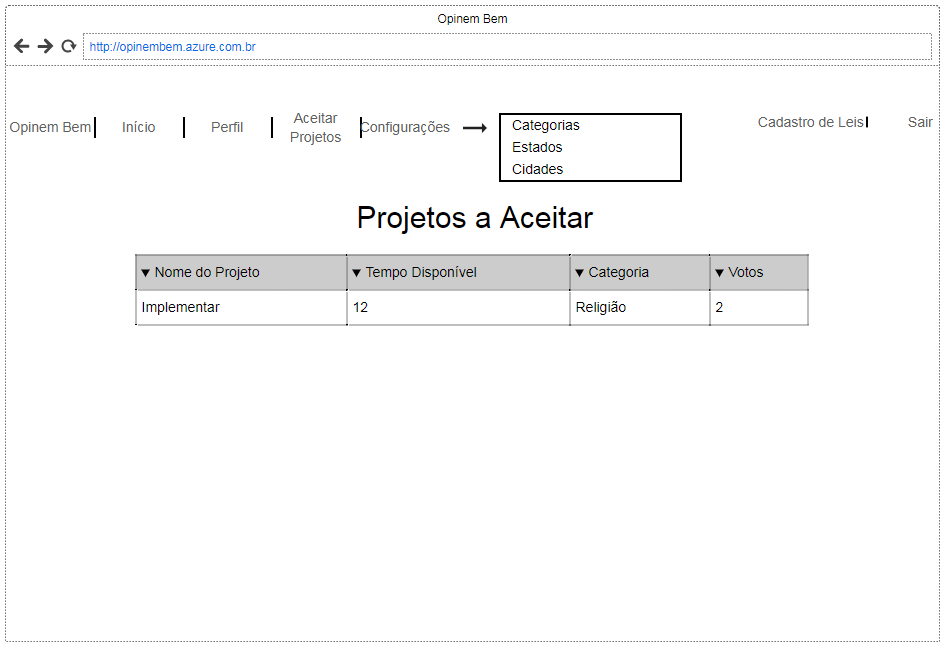 Opinem Bem
http://opinembem.azure.com.br
Opinem Bem
Início
Perfil
Aceitar
Projetos
Configurações
Categorias
Estados
Cidades
Cadastro de Leis
Sair
Projetos a Aceitar
Nome do Projeto Tempo Disponível Categoria Votos
Implementar 12 Religião 2